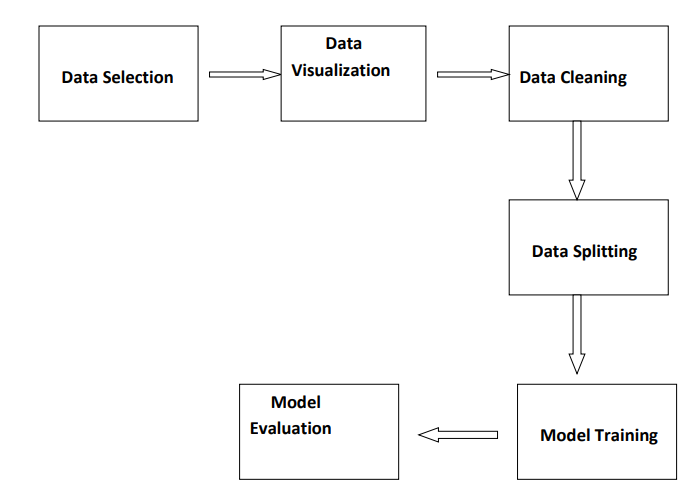 Data Selection
Data
Visualization
Data Cleaning
Data Splitting
Model Training
Model
Evaluation